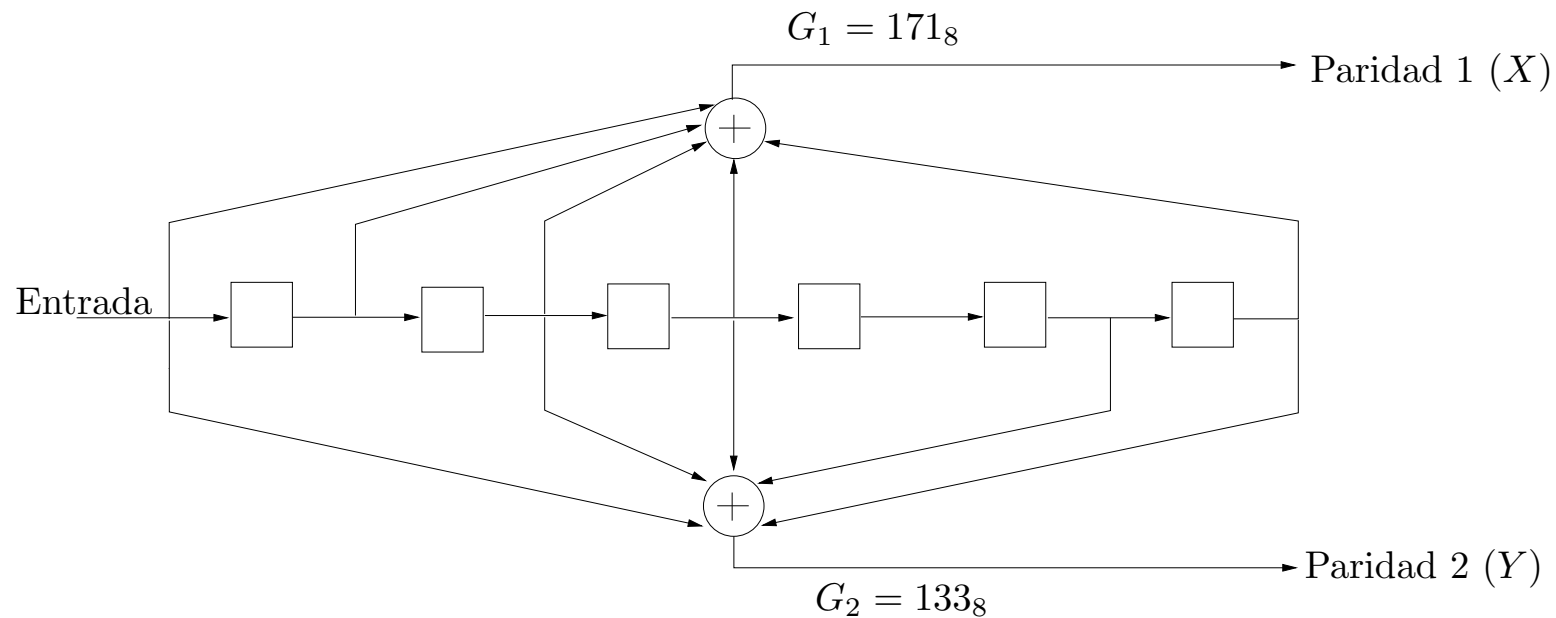 G₁ = 171₈
Paridad 1 (X)
Entrada
Paridad 2 (Y)
G₂ = 133₈